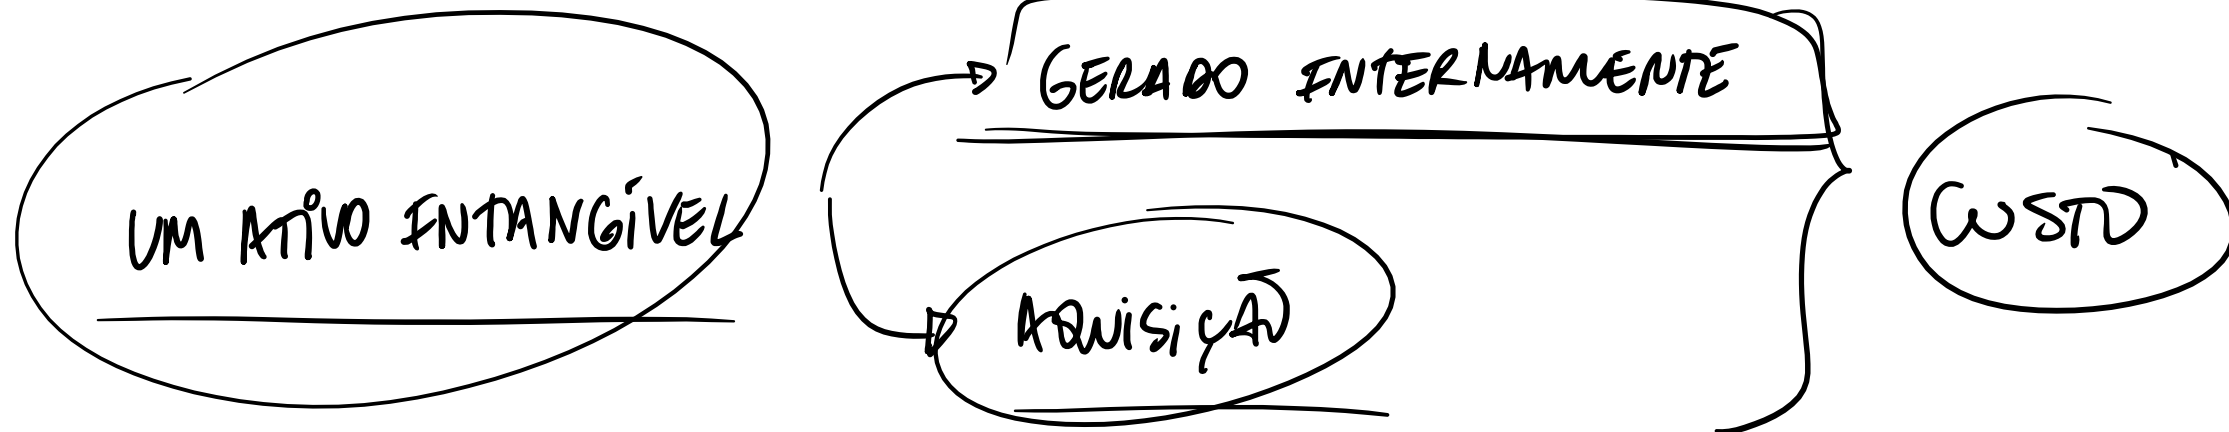 UM ATIVO INTANGÍVEL
GERADO INTERNAMENTE
AQUISIÇÃO
CUSTO